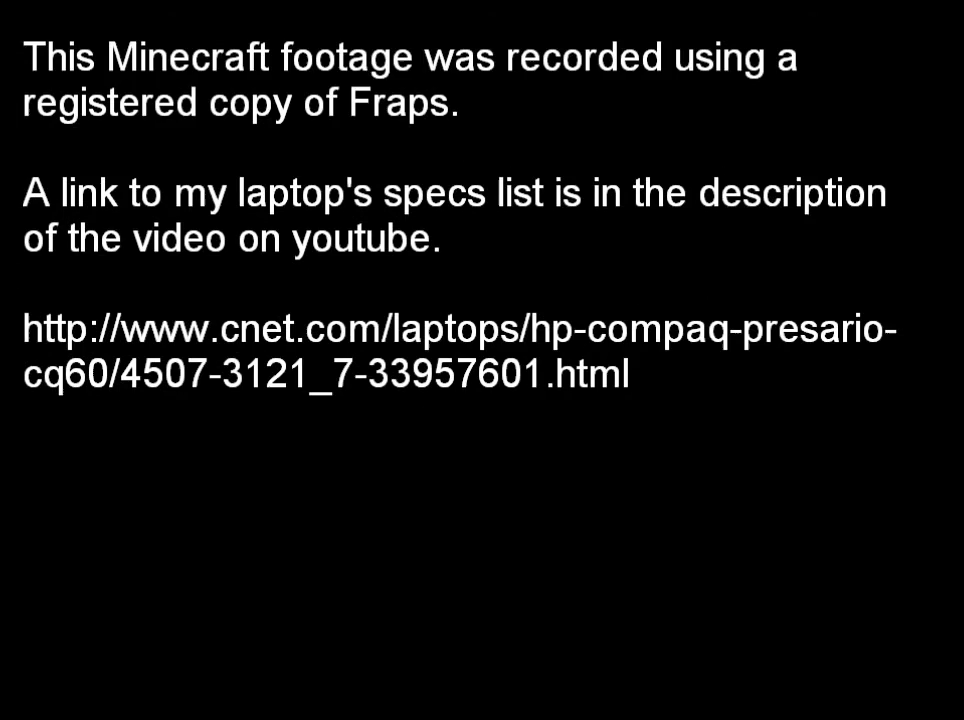 This Minecraft footage was recorded using a
registered copy of Fraps.
A link to my laptop's specs list is in the description
of the video on youtube.
http://www.cnet.com/laptops/hp-compaq-presario-
cq60/4507-3121_7-33957601.html